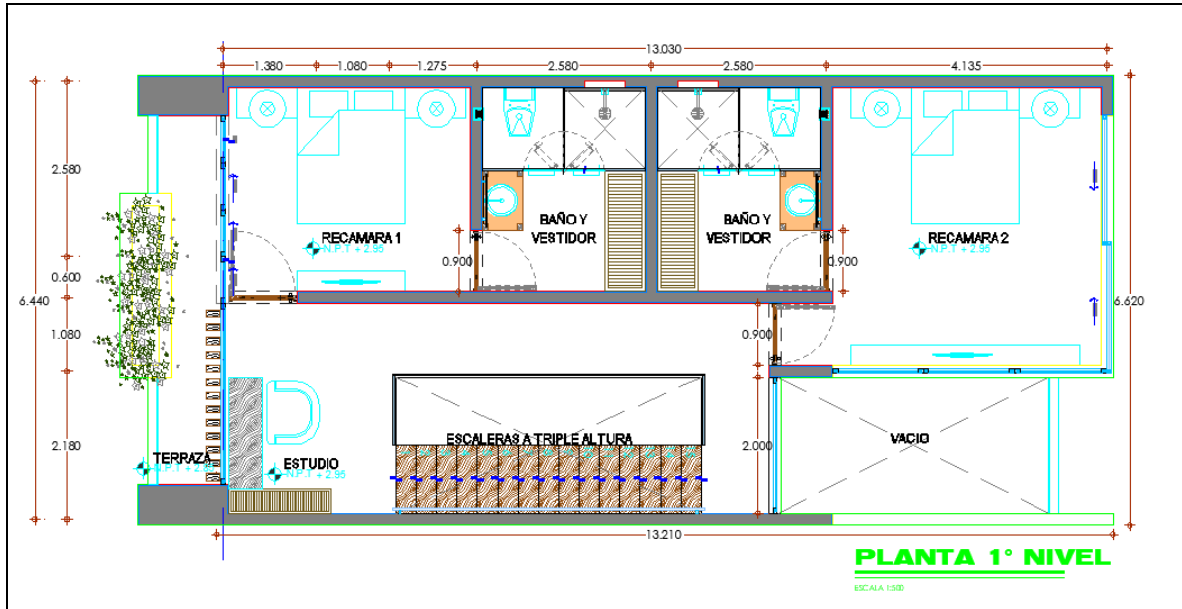 13.030
1.380
1.080
1.275
2.580
2.580
4.135
2.580
0.600
6.440
1.080
2.180
RECAMARA 1
N.P.T + 2.95
BAÑO Y
VESTIDOR
0.900
BAÑO Y
VESTIDOR
0.900
RECAMARA 2
N.P.T + 2.95
6.620
0.900
ESCALERAS A TRIPLE ALTURA
2.000
VACIO
TERRAZA
ESTUDIO
N.P.T + 2.95
13.210
PLANTA 1° NIVEL
ESCALA 1:500